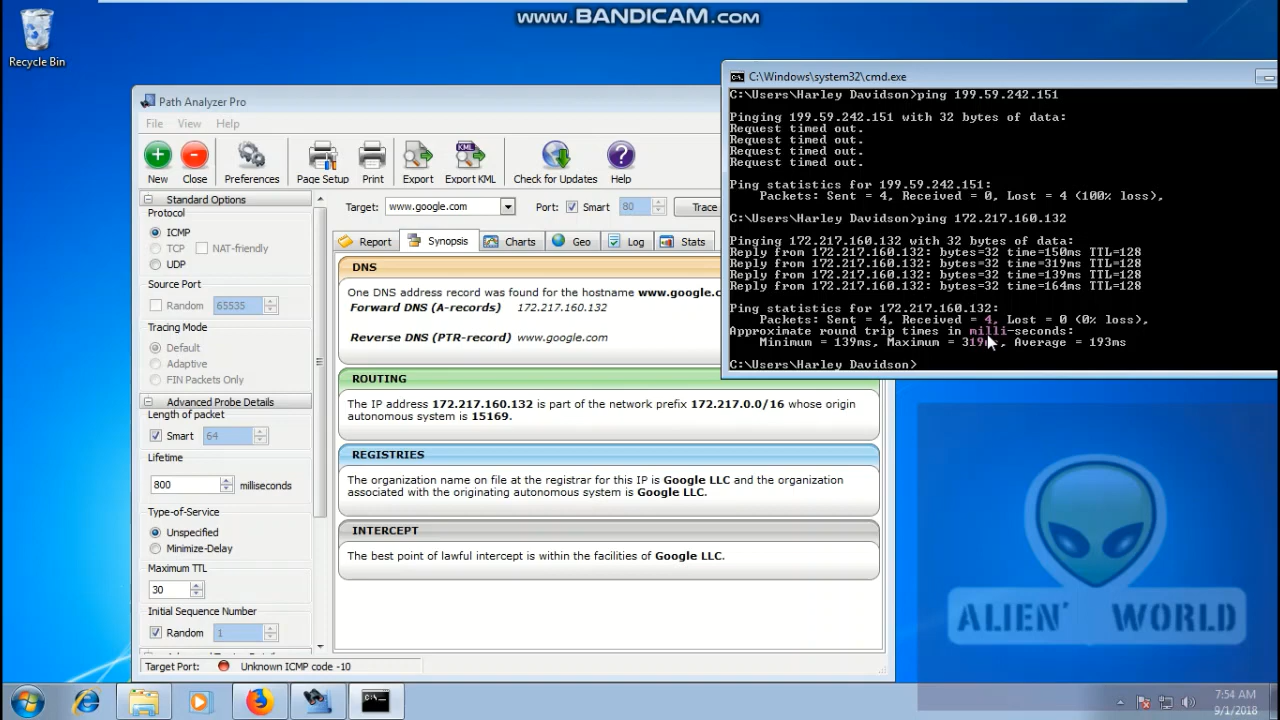 www.BANDICAM.com
Recycle Bin
Path Analyzer Pro
File View Help
New Close Preferences Page Setup Print Export Export KML Check for Updates Help
Standard Options
Protocol
ICMP
TCP NAT-friendly
UDP
Source Port
Random 65535
Tracing Mode
Default
Adaptive
FIN Packets Only
Advanced Probe Details
Length of packet
Smart 64
Lifetime
800 milliseconds
Type-of-Service
Unspecified
Minimize-Delay
Maximum TTL
30
Initial Sequence Number
Random 1
Target: www.google.com Port: Smart 80 Trace
Report Synopsis Charts Geo Log Stats
DNS
One DNS address record was found for the hostname www.google.c
Forward DNS (A-records) 172.217.160.132
Reverse DNS (PTR-record) www.google.com
ROUTING
The IP address 172.217.160.132 is part of the network prefix 172.217.0.0/16 whose origin
autonomous system is 15169.
REGISTRIES
The organization name on file at the registrar for this IP is Google LLC and the organization
associated with the originating autonomous system is Google LLC.
INTERCEPT
The best point of lawful intercept is within the facilities of Google LLC.
Target Port: Unknown ICMP code -10
C:\Windows\system32\cmd.exe
C:\Users\Harley Davidson>ping 199.59.242.151
Pinging 199.59.242.151 with 32 bytes of data:
Request timed out.
Request timed out.
Request timed out.
Request timed out.
Ping statistics for 199.59.242.151:
Packets: Sent = 4, Received = 0, Lost = 4 (100% loss),
C:\Users\Harley Davidson>ping 172.217.160.132
Pinging 172.217.160.132 with 32 bytes of data:
Reply from 172.217.160.132: bytes=32 time=150ms TTL=128
Reply from 172.217.160.132: bytes=32 time=319ms TTL=128
Reply from 172.217.160.132: bytes=32 time=139ms TTL=128
Reply from 172.217.160.132: bytes=32 time=164ms TTL=128
Ping statistics for 172.217.160.132:
Packets: Sent = 4, Received = 4, Lost = 0 (0% loss),
Approximate round trip times in milli-seconds:
Minimum = 139ms, Maximum = 319ms, Average = 193ms
C:\Users\Harley Davidson>
ALIEN' WORLD
7:54 AM
9/1/2018